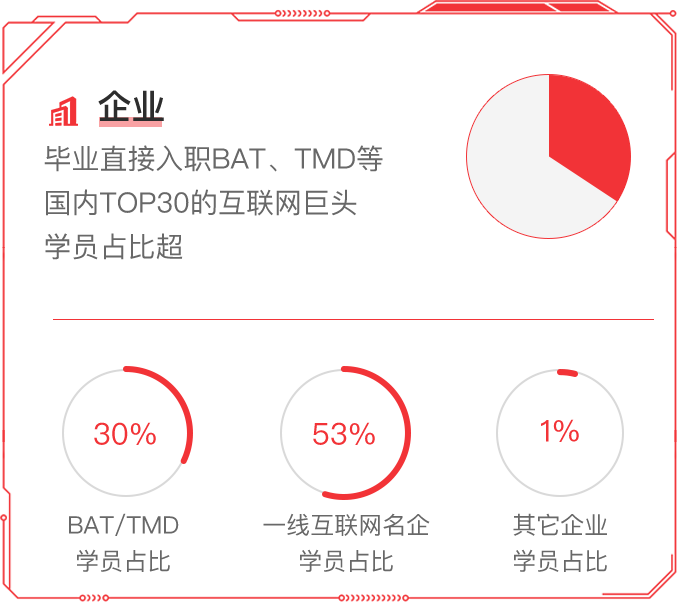 企业
毕业直接入职BAT、TMD等
国内TOP30的互联网巨头
学员占比超
30%
53%
1%
BAT/TMD
学员占比
一线互联网名企
学员占比
其它企业
学员占比